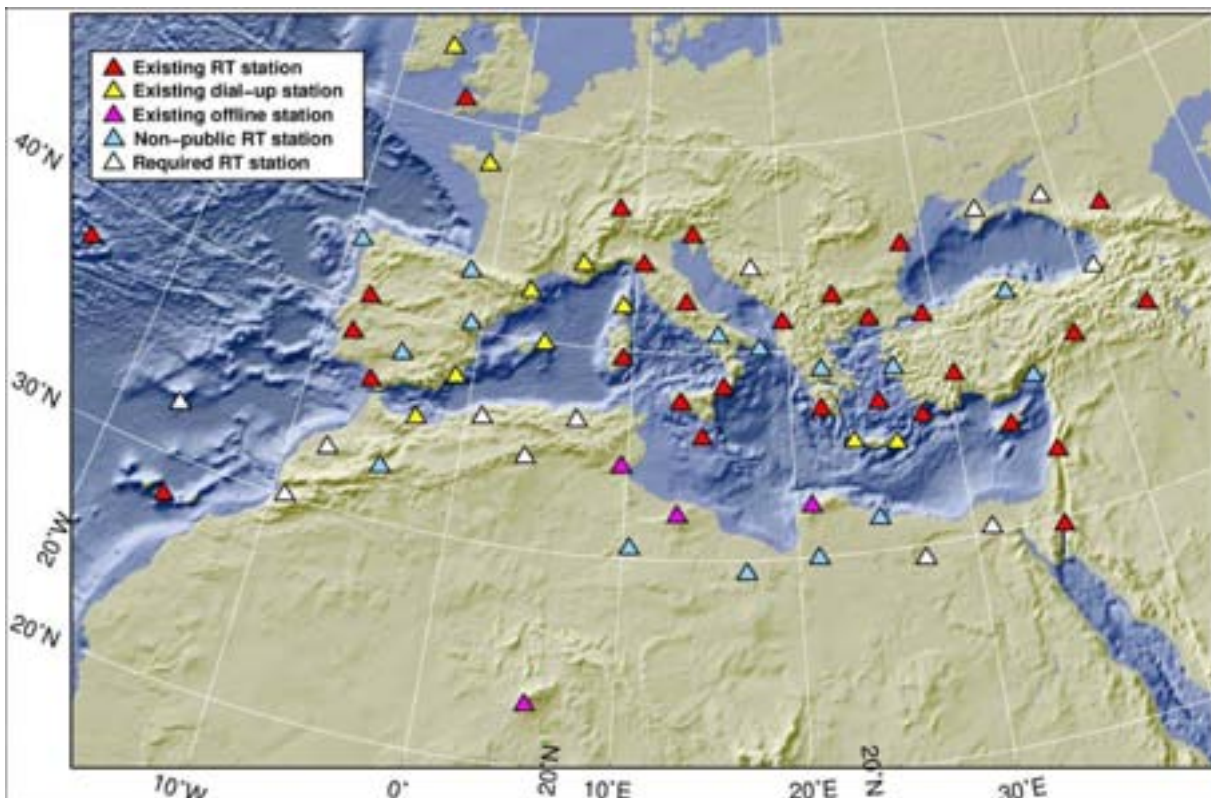 Existing RT station
Existing dial-up station
Existing offline station
Non-public RT station
Required RT station
40°N
30°N
20°W
20°N
10°W
0°
20°N
10°E
20°E
20°N
30°E